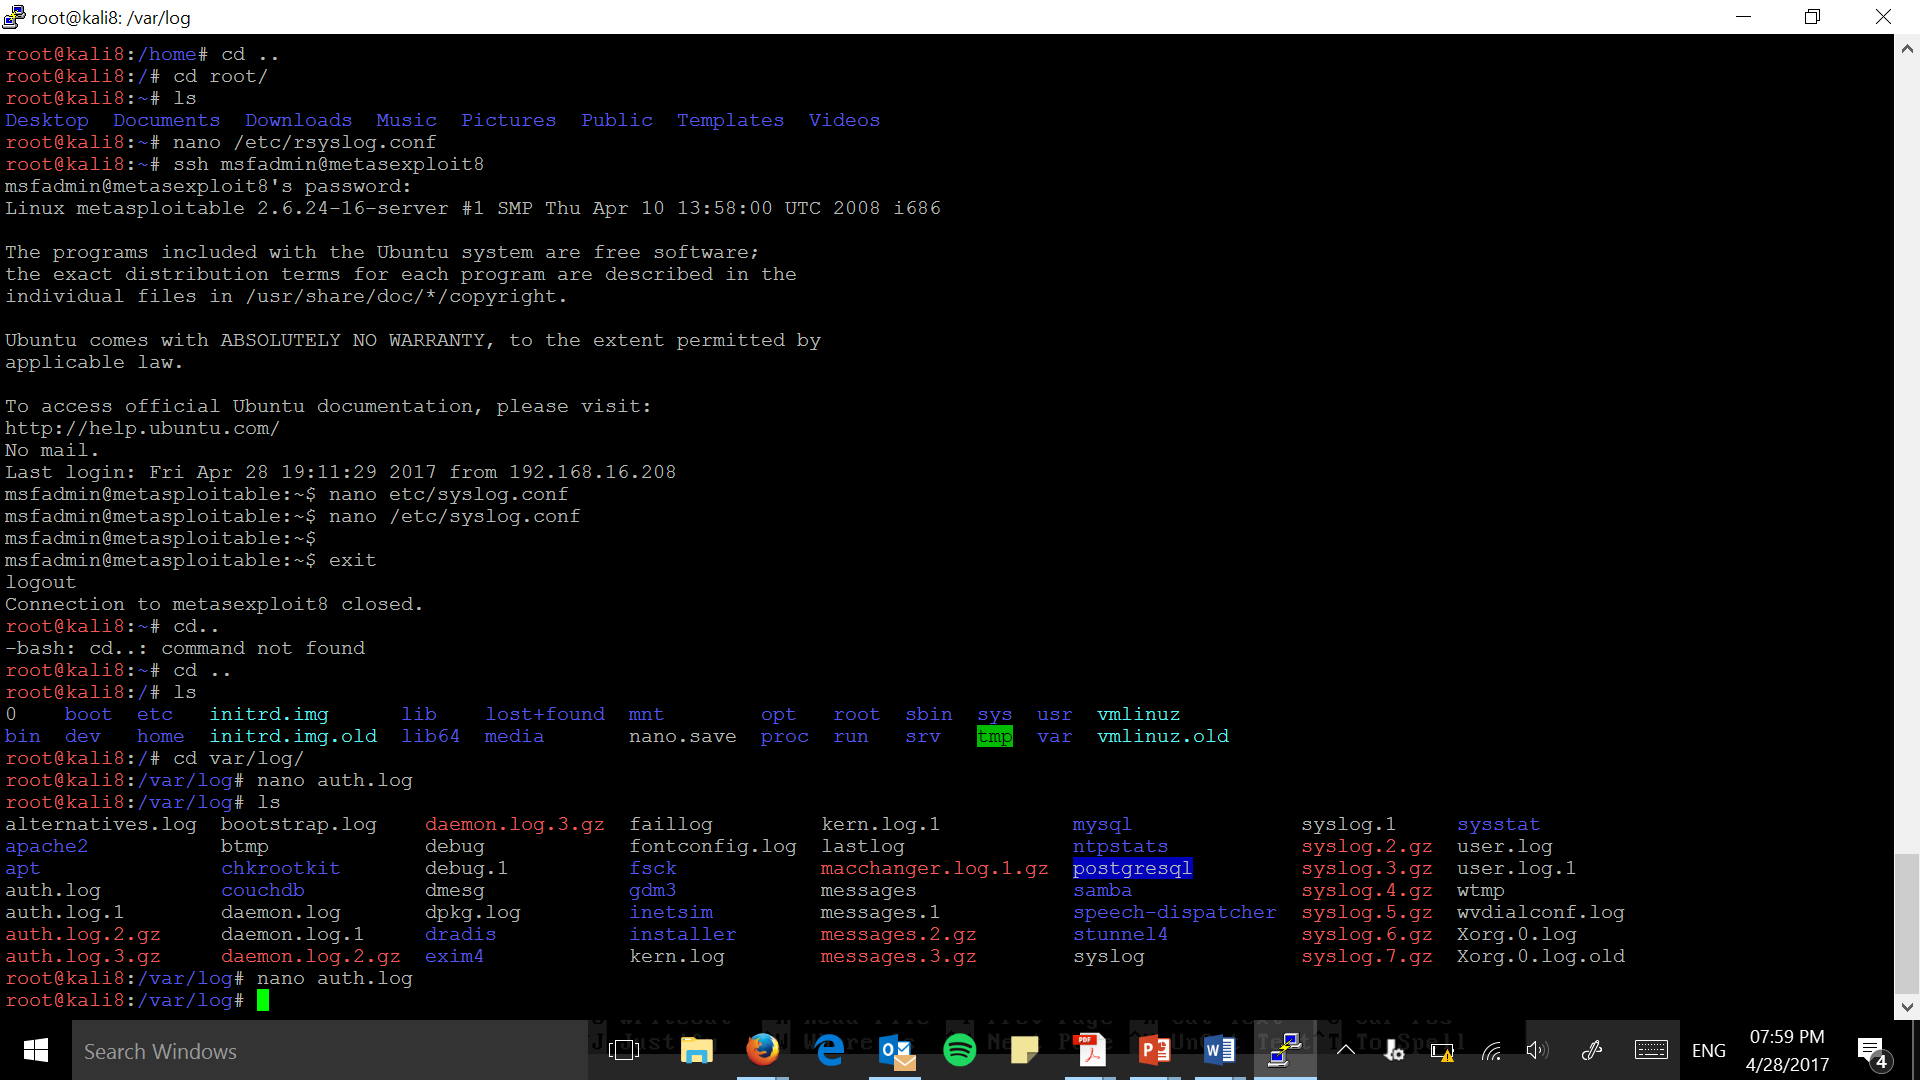 root@kali8: /var/log
root@kali8:/home# cd ..
root@kali8:/# cd root/
root@kali8:~# ls
Desktop  Documents  Downloads  Music  Pictures  Public  Templates  Videos
root@kali8:~# nano /etc/rsyslog.conf
root@kali8:~# ssh msfadmin@metasexploit8
msfadmin@metasexploit8's password:
Linux metasploitable 2.6.24-16-server #1 SMP Thu Apr 10 13:58:00 UTC 2008 i686
The programs included with the Ubuntu system are free software;
the exact distribution terms for each program are described in the
individual files in /usr/share/doc/*/copyright.
Ubuntu comes with ABSOLUTELY NO WARRANTY, to the extent permitted by
applicable law.
To access official Ubuntu documentation, please visit:
http://help.ubuntu.com/
No mail.
Last login: Fri Apr 28 19:11:29 2017 from 192.168.16.208
msfadmin@metasploitable:~$ nano etc/syslog.conf
msfadmin@metasploitable:~$ nano /etc/syslog.conf
msfadmin@metasploitable:~$
msfadmin@metasploitable:~$ exit
logout
Connection to metasexploit8 closed.
root@kali8:~# cd..
-bash: cd..: command not found
root@kali8:~# cd ..
root@kali8:/# ls
0    boot  etc   initrd.img      lib    lost+found  mnt        opt   root  sbin  sys  usr  vmlinuz
bin  dev   home  initrd.img.old  lib64  media       nano.save  proc  run   srv   tmp  var  vmlinuz.old
root@kali8:/# cd var/log/
root@kali8:/var/log# nano auth.log
root@kali8:/var/log# ls
alternatives.log  bootstrap.log    daemon.log.3.gz  faillog         kern.log.1           mysql              syslog.1     sysstat
apache2           btmp             debug            fontconfig.log  lastlog              ntpstats           syslog.2.gz  user.log
apt               chkrootkit       debug.1          fsck            macchanger.log.1.gz  postgresql         syslog.3.gz  user.log.1
auth.log          couchdb          dmesg            gdm3            messages             samba              syslog.4.gz  wtmp
auth.log.1        daemon.log       dpkg.log         inetsim         messages.1           speech-dispatcher  syslog.5.gz  wvdialconf.log
auth.log.2.gz     daemon.log.1     dradis           installer       messages.2.gz        stunnel4           syslog.6.gz  Xorg.0.log
auth.log.3.gz     daemon.log.2.gz  exim4            kern.log        messages.3.gz        syslog             syslog.7.gz  Xorg.0.log.old
root@kali8:/var/log# nano auth.log
root@kali8:/var/log#
Search Windows
ENG
07:59 PM
4/28/2017
4